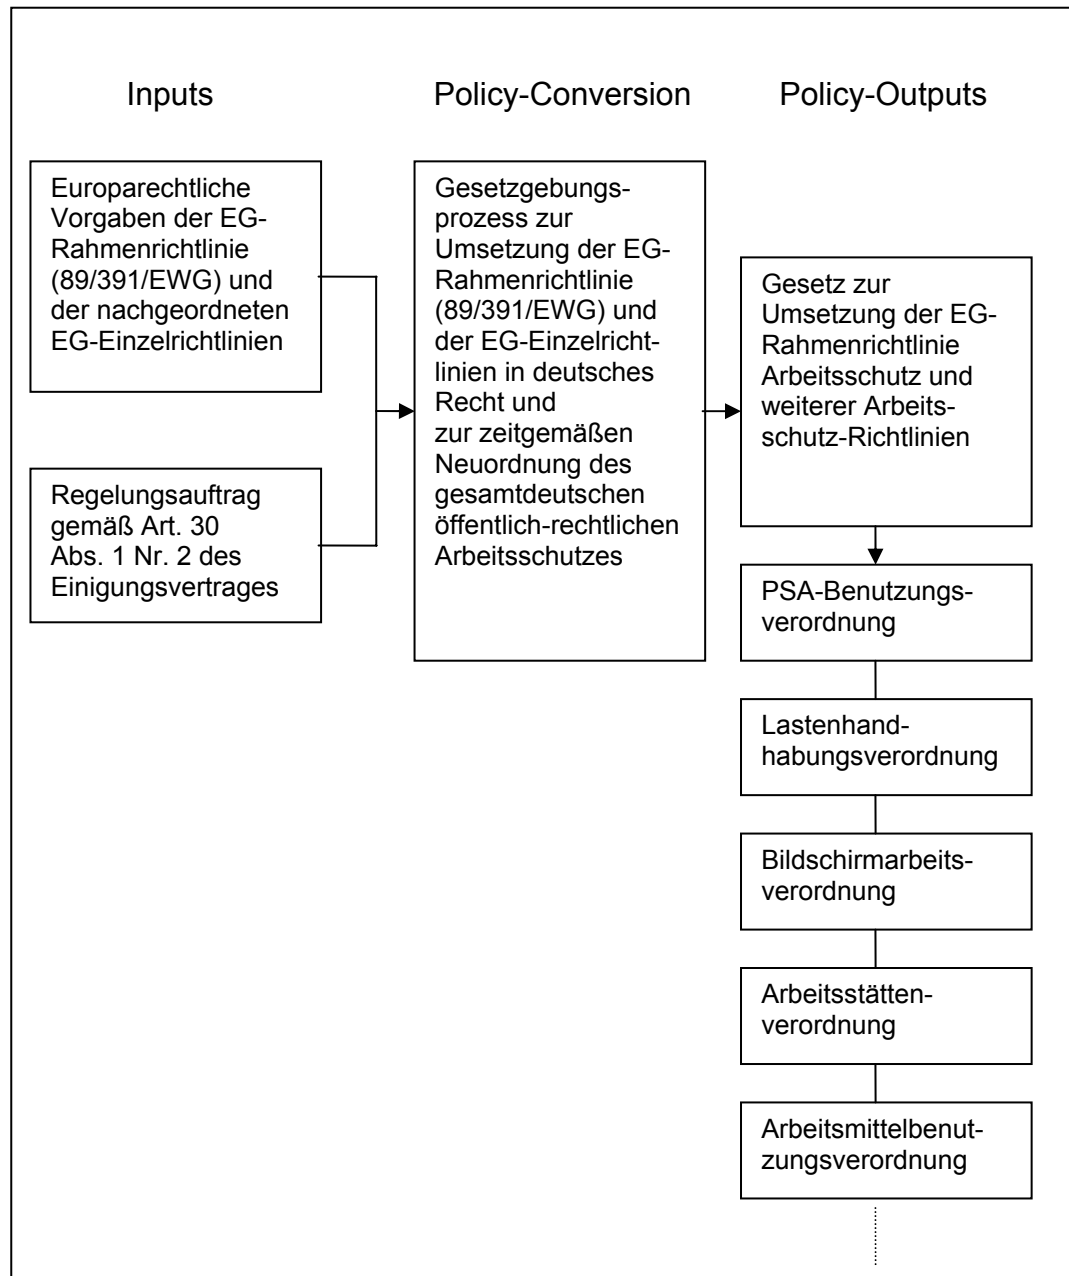 Inputs
Policy-Conversion
Policy-Outputs
Europarechtliche
Vorgaben der EG-
Rahmenrichtlinie
(89/391/EWG) und
der nachgeordneten
EG-Einzelrichtlinien
Regelungsauftrag
gemäß Art. 30
Abs. 1 Nr. 2 des
Einigungsvertrages
Gesetzgebungs-
prozess zur
Umsetzung der EG-
Rahmenrichtlinie
(89/391/EWG) und
der EG-Einzelricht-
linien in deutsches
Recht und
zur zeitgemäßen
Neuordnung des
gesamtdeutschen
öffentlich-rechtlichen
Arbeitsschutzes
Gesetz zur
Umsetzung der EG-
Rahmenrichtlinie
Arbeitsschutz und
weiterer Arbeits-
schutz-Richtlinien
PSA-Benutzungs-
verordnung
Lastenhand-
habungsverordnung
Bildschirmarbeits-
verordnung
Arbeitsstätten-
verordnung
Arbeitsmittelbenut-
zungsverordnung